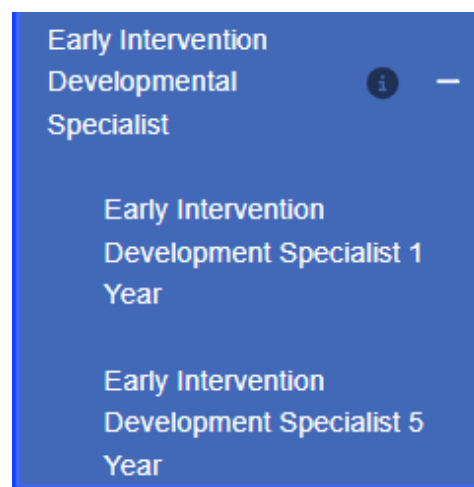 Early Intervention
Developmental
Specialist
Early Intervention
Development Specialist 1
Year
Early Intervention
Development Specialist 5
Year